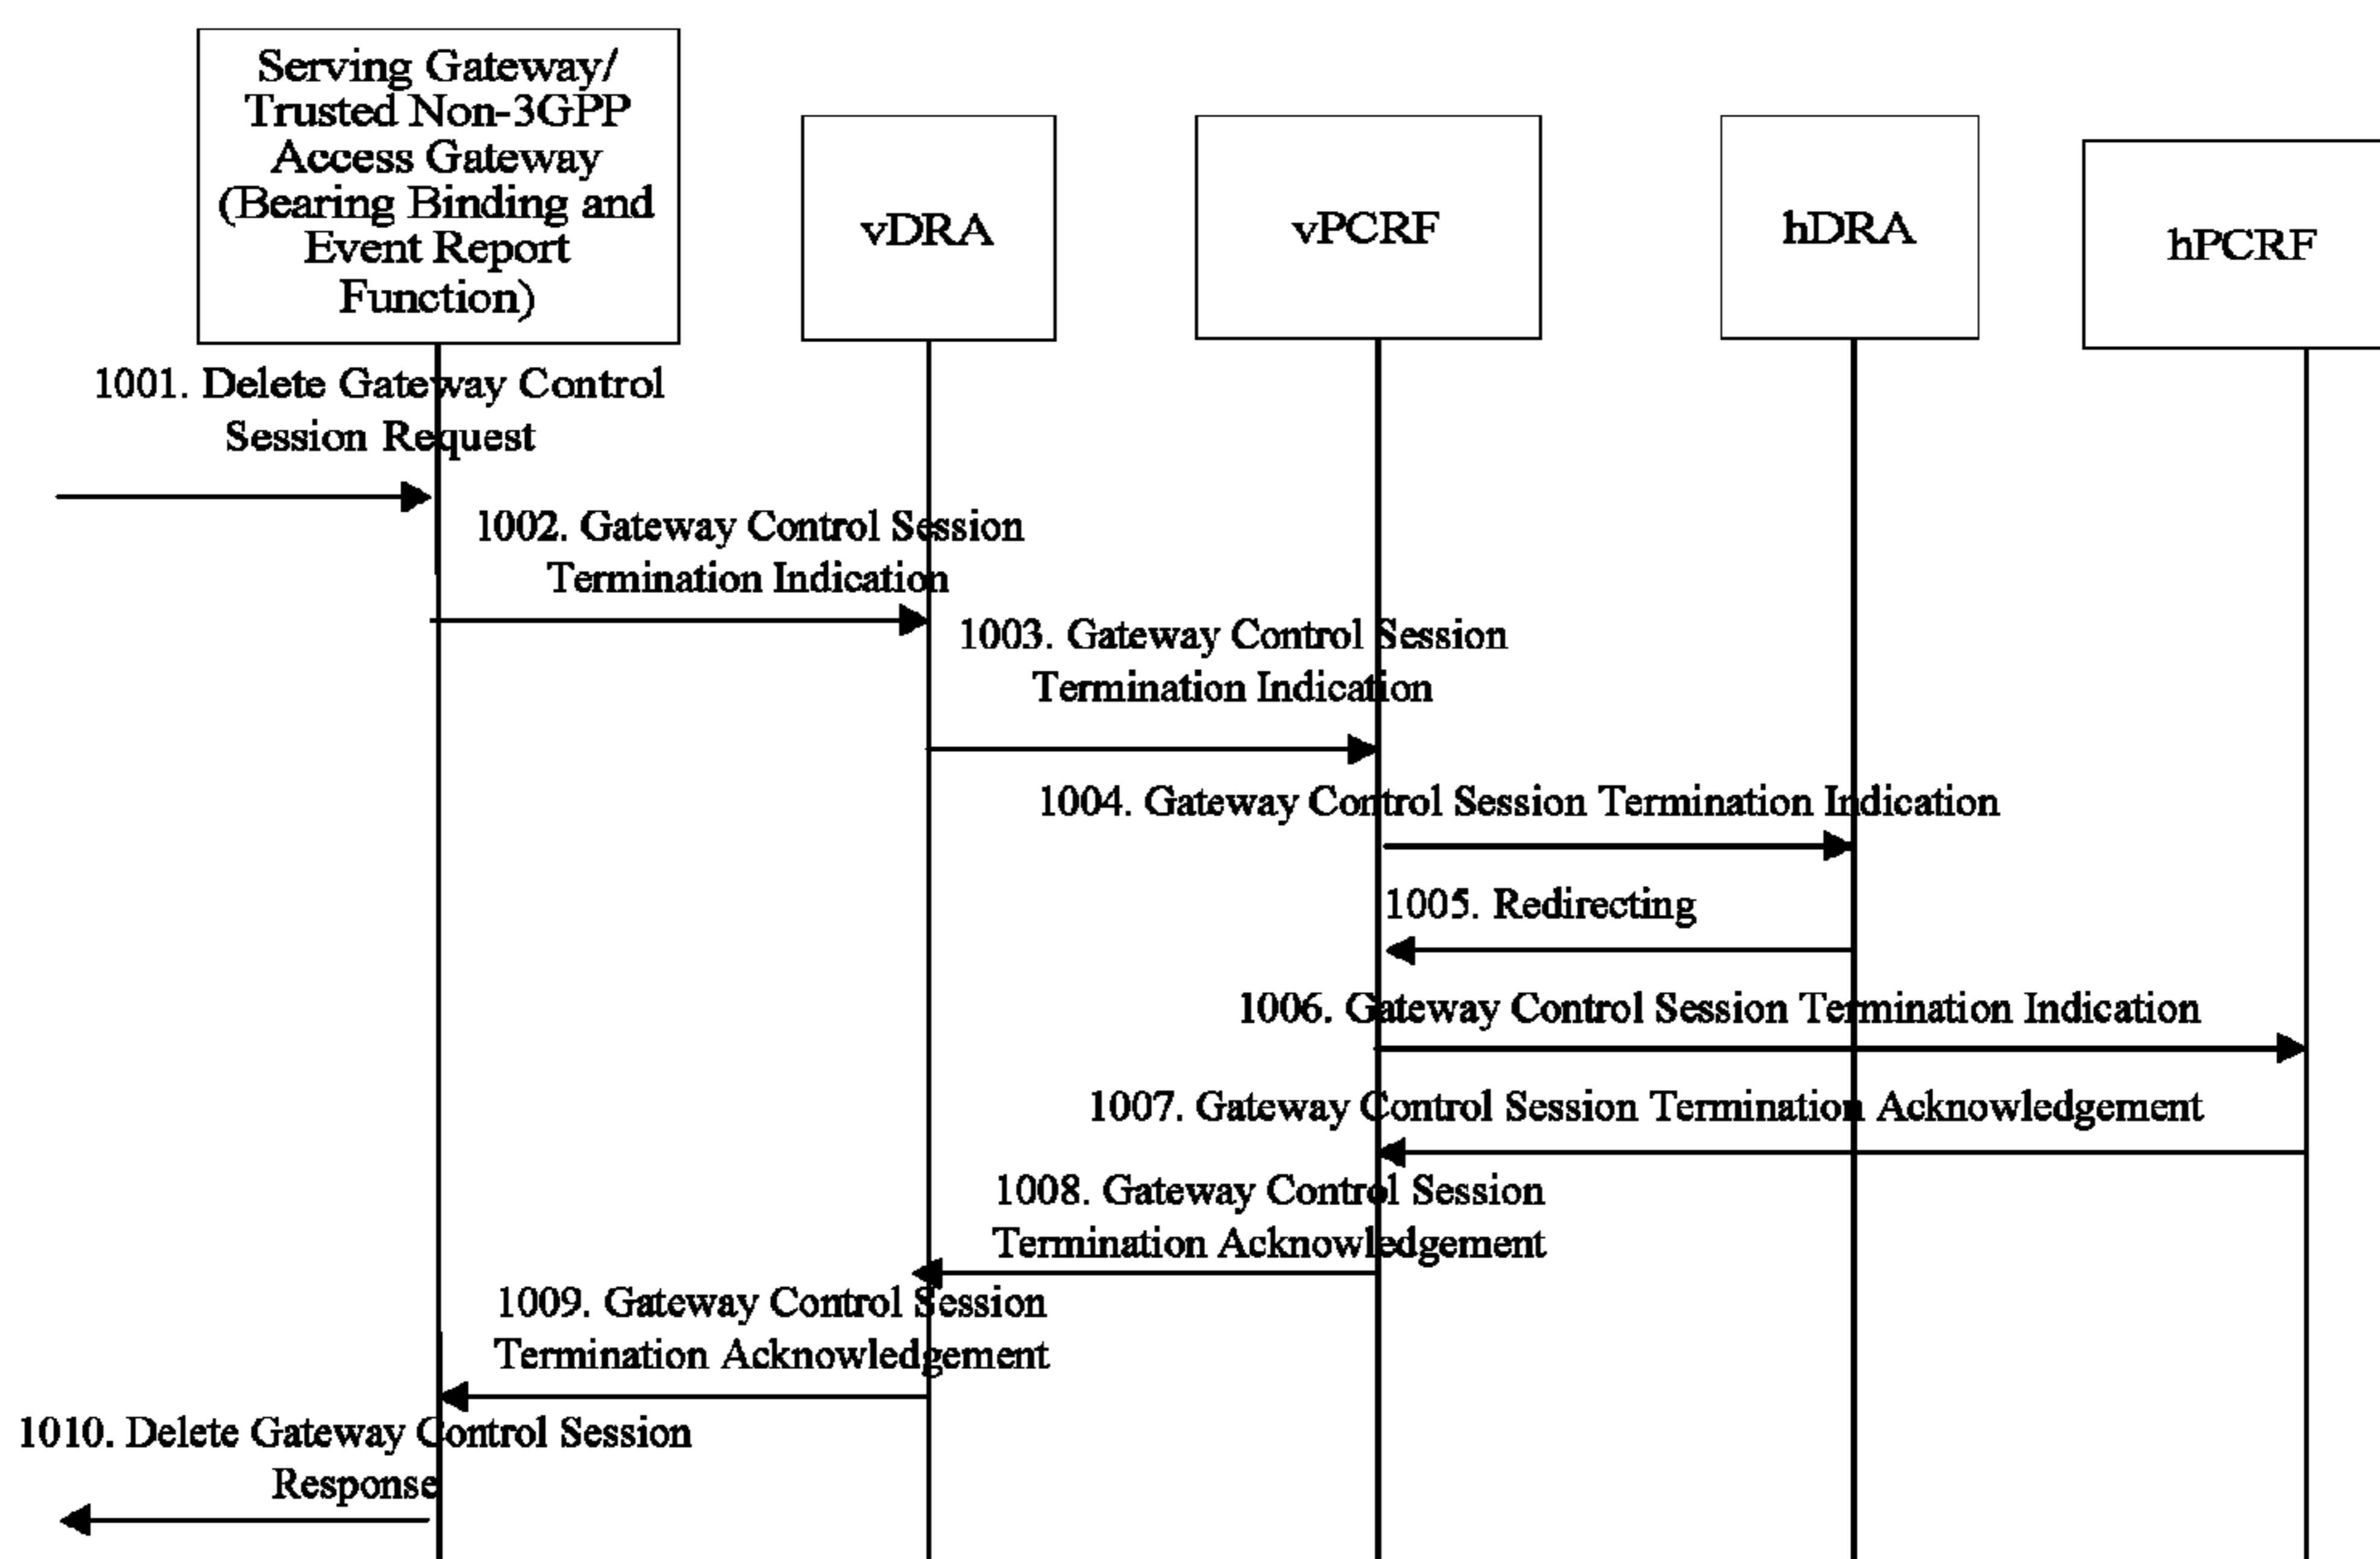 Serving Gateway/
Trusted Non-3GPP
Access Gateway
(Bearing Binding and
Event Report
Function)
vDRA
vPCRF
hDRA
hPCRF
1001. Delete Gateway Control
Session Request
1002. Gateway Control Session
Termination Indication
1003. Gateway Control Session
Termination Indication
1004. Gateway Control Session Termination Indication
1005. Redirecting
1006. Gateway Control Session Termination Indication
1007. Gateway Control Session Termination Acknowledgement
1008. Gateway Control Session
Termination Acknowledgement
1009. Gateway Control Session
Termination Acknowledgement
1010. Delete Gateway Control Session
Response